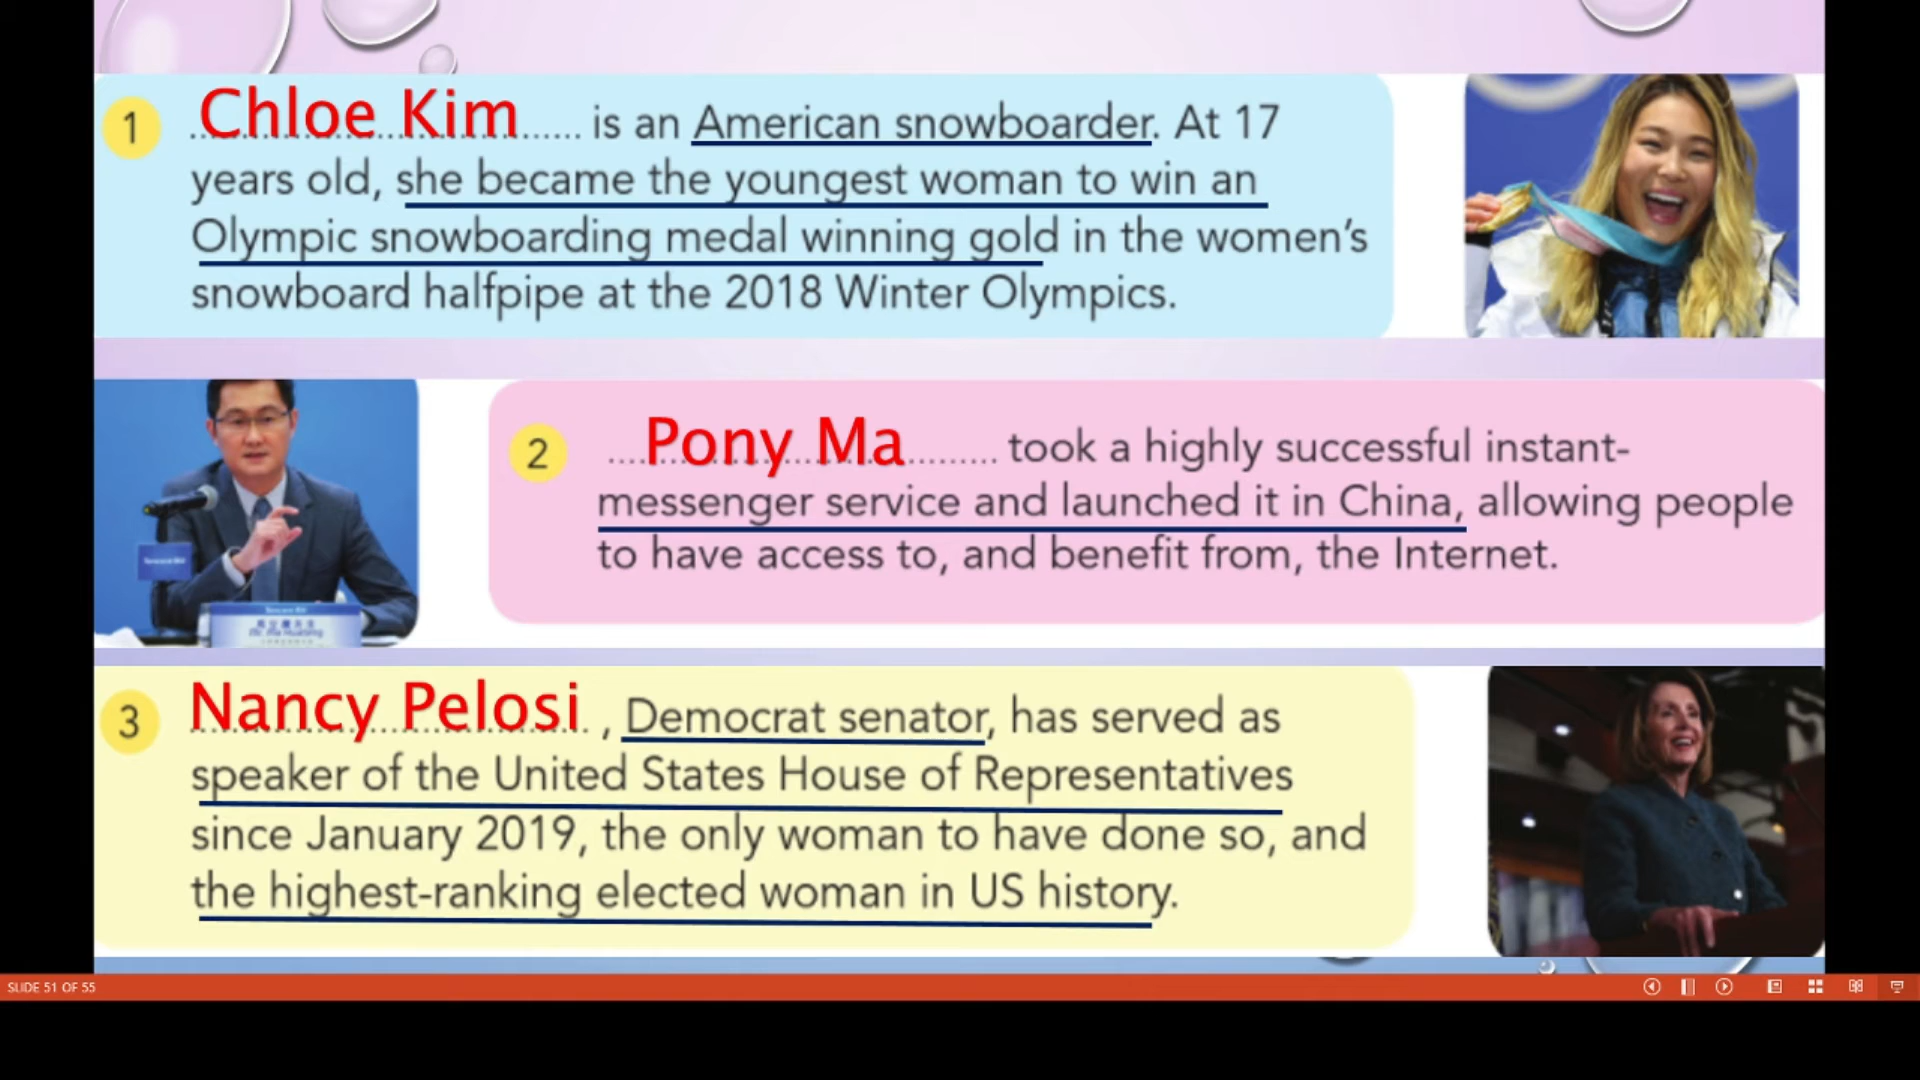 1 Chloe Kim is an American snowboarder. At 17
years old, she became the youngest woman to win an
Olympic snowboarding medal winning gold in the women's
snowboard halfpipe at the 2018 Winter Olympics.
2 Pony Ma took a highly successful instant-
messenger service and launched it in China, allowing people
to have access to, and benefit from, the Internet.
3 Nancy Pelosi , Democrat senator, has served as
speaker of the United States House of Representatives
since January 2019, the only woman to have done so, and
the highest-ranking elected woman in US history.
SLIDE 51 OF 55